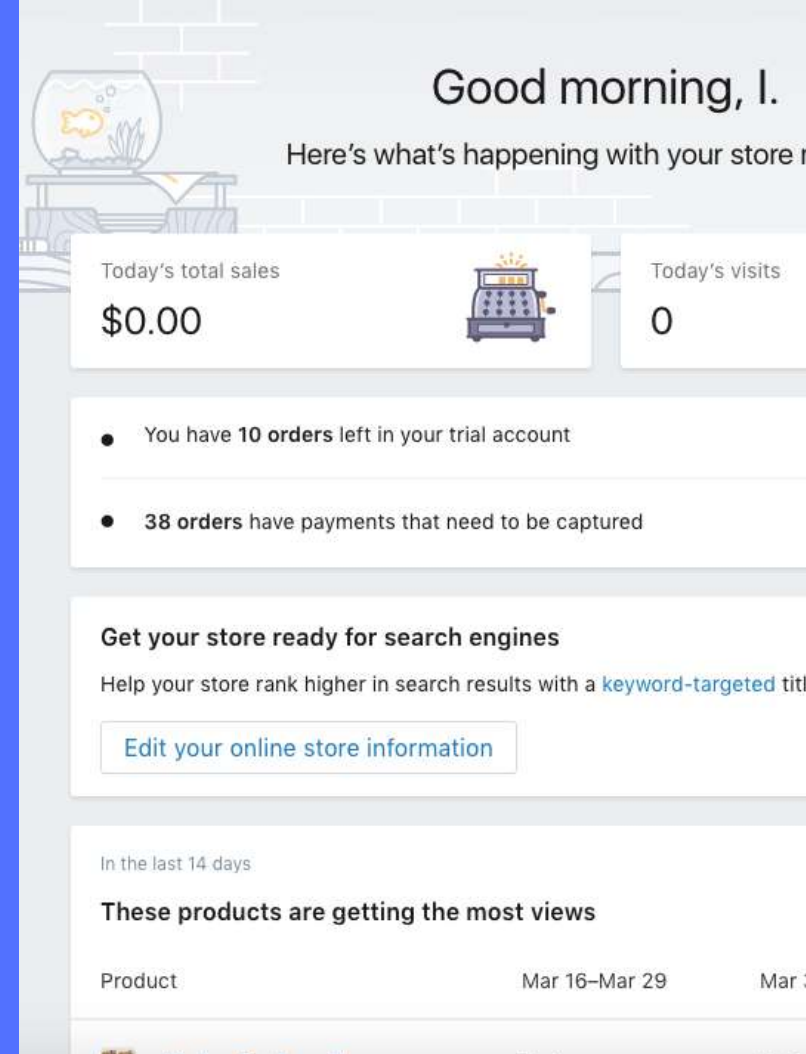 Good morning, I.
Here’s what’s happening with your store
Today’s total sales
Today’s visits
$0.00
0
You have 10 orders left in your trial account
38 orders have payments that need to be captured
Get your store ready for search engines
Help your store rank higher in search results with a keyword-targeted
Edit your online store information
In the last 14 days
These products are getting the most views
Product
Mar 16–Mar 29
Mar